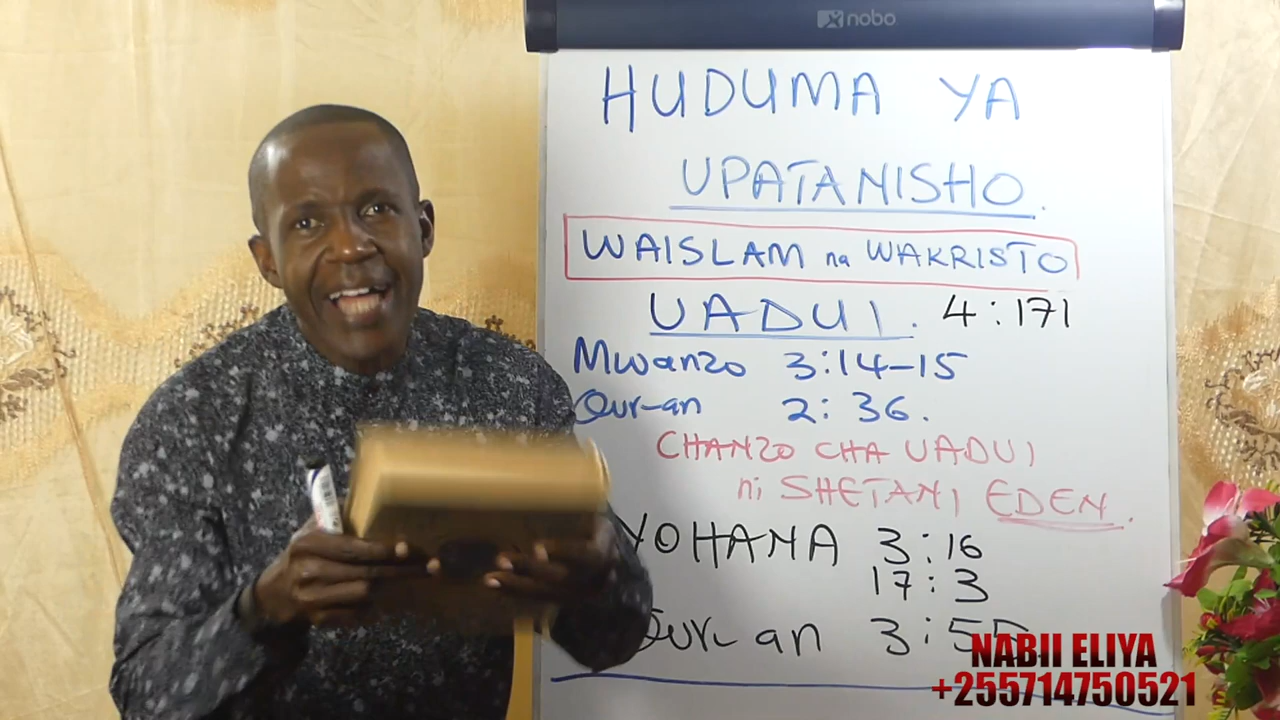 nobo
HUDUMA YA
UPATANISHO.
WAISLAM na WAKRISTO
UADUI. 4:171
Mwanzo 3:14-15
Qur-an 2:36.
CHANZO CHA UADUI
ni SHETANI EDEN.
YOHANA 3:16
17:3
Qur-an 3:55
NABII ELIYA
+255714750521